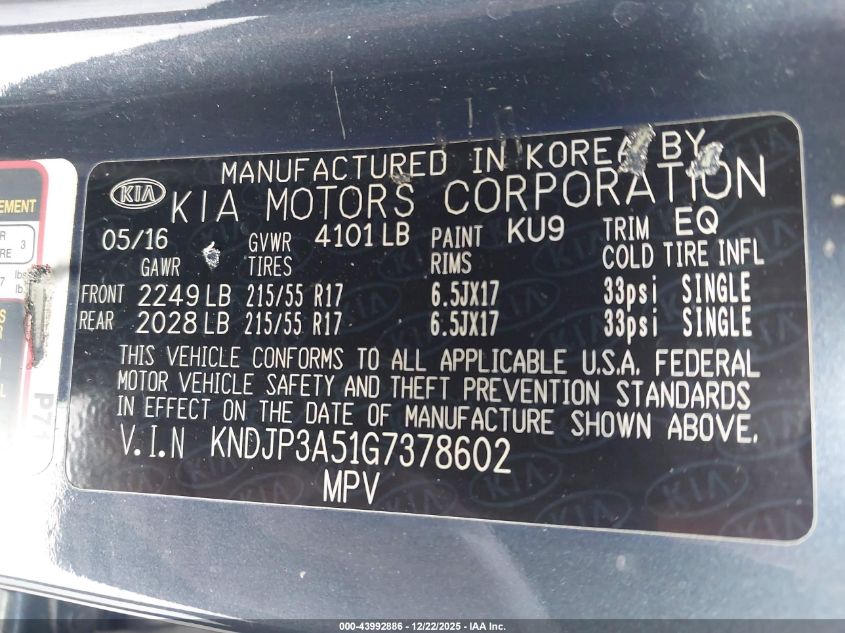 MANUFACTURED IN KOREA BY
KIA KIA MOTORS CORPORATION
05/16 GVWR 4101 LB PAINT KU9 TRIM EQ
GAWR TIRES RIMS COLD TIRE INFL
FRONT 2249 LB 215/55 R17 6.5JX17 33psi SINGLE
REAR 2028 LB 215/55 R17 6.5JX17 33psi SINGLE
THIS VEHICLE CONFORMS TO ALL APPLICABLE U.S.A. FEDERAL
MOTOR VEHICLE SAFETY AND THEFT PREVENTION STANDARDS
IN EFFECT ON THE DATE OF MANUFACTURE SHOWN ABOVE.
V.I.N KNDJP3A51G7378602
MPV
EMENT
3
P71
000-43992886 - 12/22/2025 - IAA Inc.